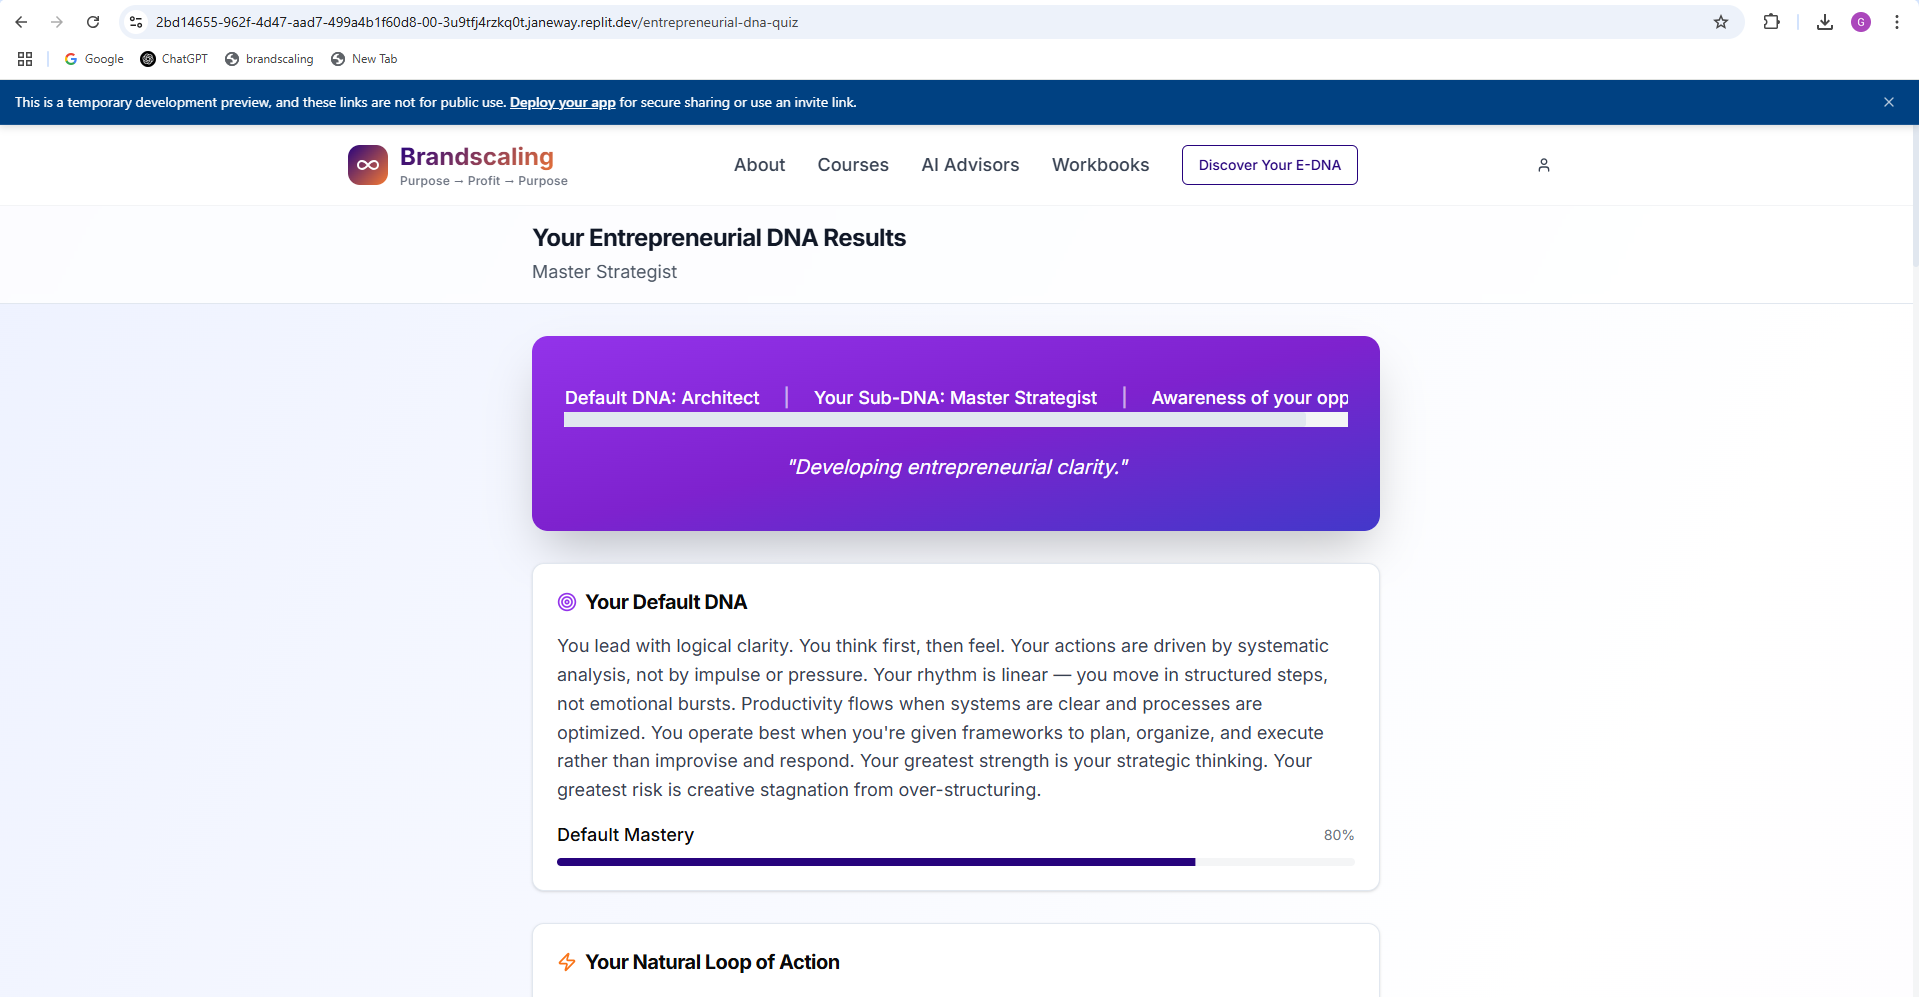 2bd14655-962f-4d47-aad7-499a4b1f60d8-00-3u9tfj4rzkq0t.janeway.replit.dev/entrepreneurial-dna-quiz
G
Google
ChatGPT
brandscaling
New Tab
This is a temporary development preview, and these links are not for public use. Deploy your app for secure sharing or use an invite link.
Brandscaling
Purpose → Profit → Purpose
About
Courses
AI Advisors
Workbooks
Discover Your E-DNA
Your Entrepreneurial DNA Results
Master Strategist
Default DNA: Architect | Your Sub-DNA: Master Strategist | Awareness of your opp
"Developing entrepreneurial clarity."
Your Default DNA
You lead with logical clarity. You think first, then feel. Your actions are driven by systematic
analysis, not by impulse or pressure. Your rhythm is linear — you move in structured steps,
not emotional bursts. Productivity flows when systems are clear and processes are
optimized. You operate best when you're given frameworks to plan, organize, and execute
rather than improvise and respond. Your greatest strength is your strategic thinking. Your
greatest risk is creative stagnation from over-structuring.
Default Mastery
80%
Your Natural Loop of Action